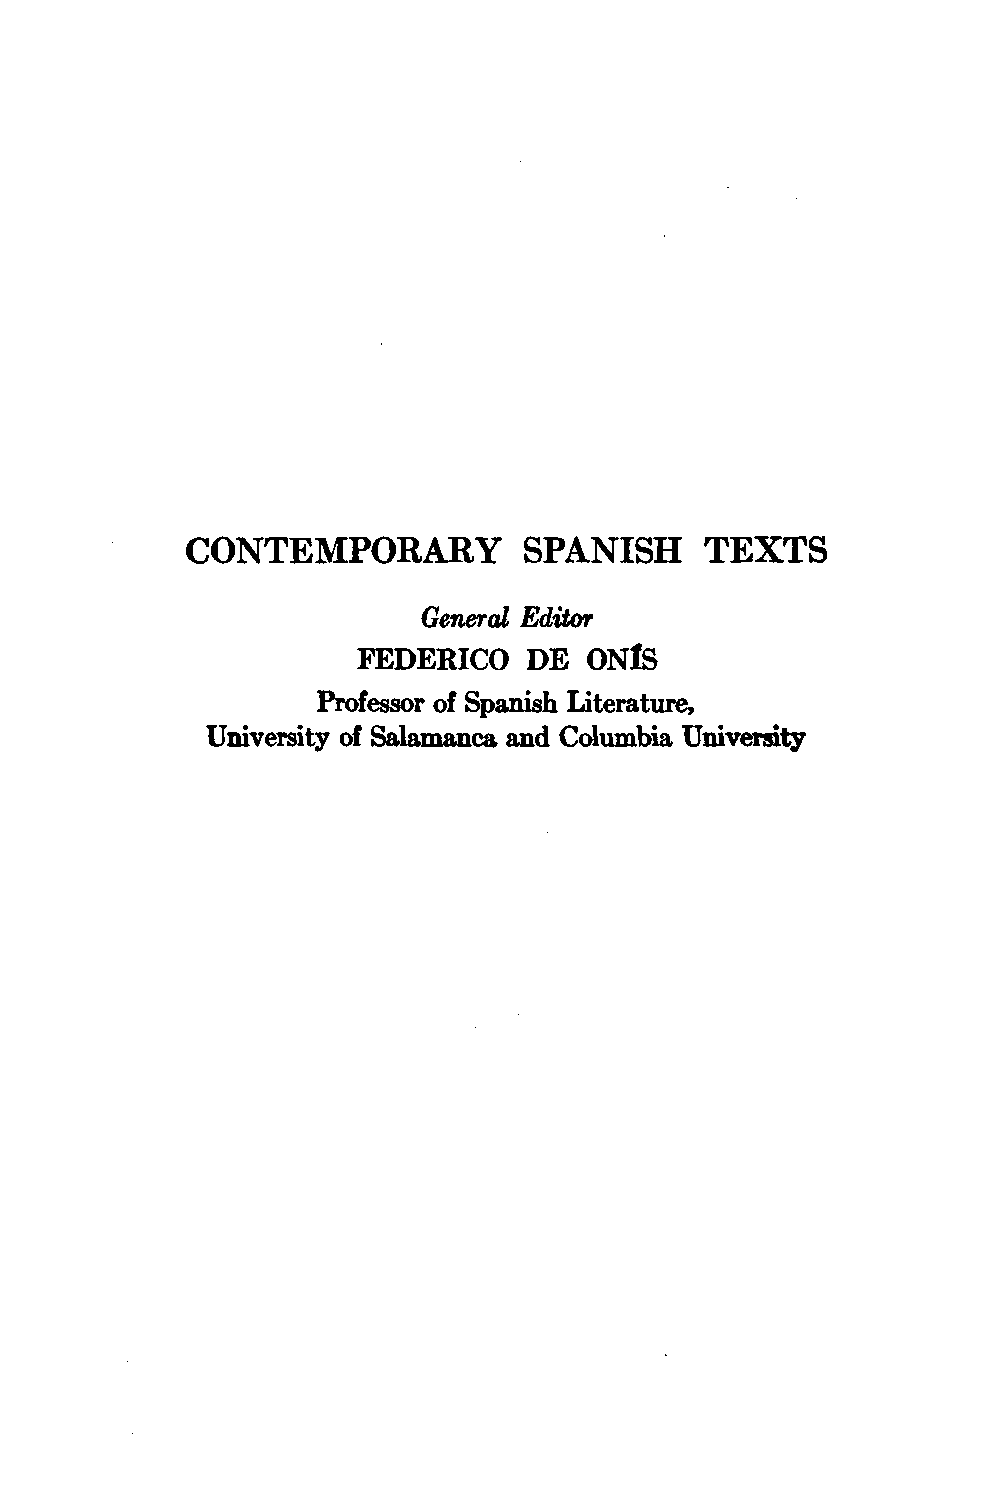 CONTEMPORARY SPANISH TEXTS
General Editor
FEDERICO DE ONÍS
Professor of Spanish Literature,
University of Salamanca and Columbia University